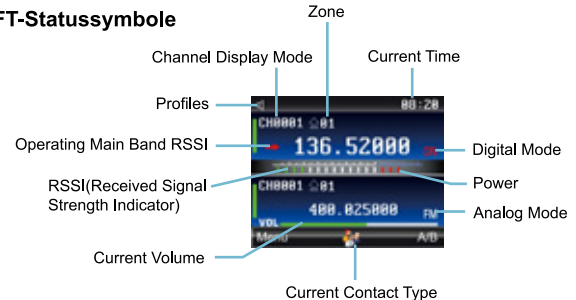 FT-Statussymbole
Zone
Channel Display Mode
Current Time
Profiles
08:20
CH0001 01
Operating Main Band RSSI
136.52000
Digital Mode
RSSI(Received Signal
Strength Indicator)
Power
CH0001 01
400.025000
FM
Analog Mode
VOL
Menu
A/B
Current Volume
Current Contact Type